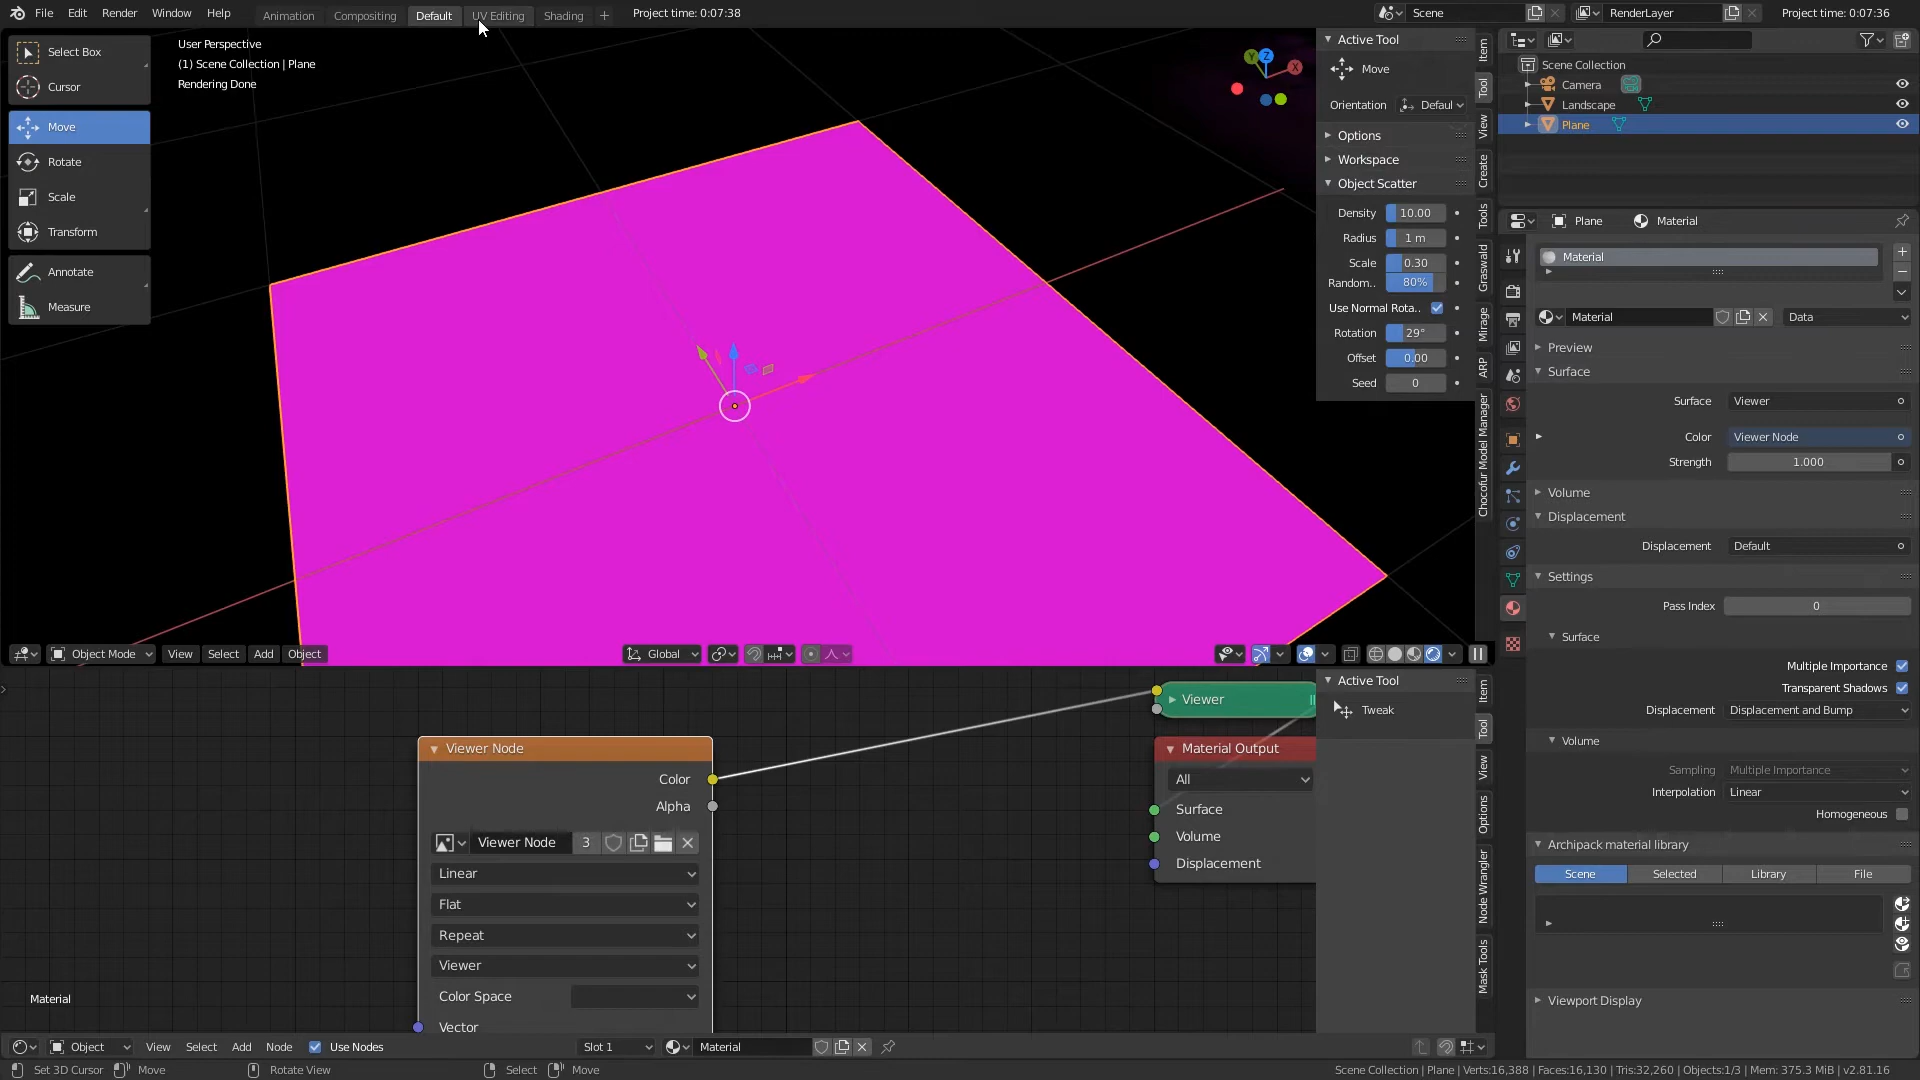 File Edit Render Window Help
Animation Compositing Default UV Editing Shading + Project time: 0:07:38
Scene RenderLayer Project time: 0:07:36
Select Box
Cursor
Move
Rotate
Scale
Transform
Annotate
Measure
User Perspective
(1) Scene Collection | Plane
Rendering Done
Y Z X
Active Tool
Move
Orientation Defaul
Options
Workspace
Object Scatter
Density 10.00
Radius 1 m
Scale 0.30
Random.. 80%
Use Normal Rota..
Rotation 29°
Offset 0.00
Seed 0
Item
Tool
View
Create
Tools
Graswald
Mirage
ARP
Chocofur Model Manager
Scene Collection
Camera
Landscape
Plane
Plane Material
Material
Material Data
Preview
Surface
Surface Viewer
Color Viewer Node
Strength 1.000
Volume
Displacement
Displacement Default
Settings
Pass Index 0
Surface
Multiple Importance
Transparent Shadows
Displacement Displacement and Bump
Volume
Sampling Multiple Importance
Interpolation Linear
Homogeneous
Archipack material library
Scene Selected Library File
Viewport Display
Object Mode View Select Add Object Global
Viewer
Viewer Node
Color
Alpha
Viewer Node 3
Linear
Flat
Repeat
Viewer
Color Space
Vector
Material Output
All
Surface
Volume
Displacement
Active Tool
Tweak
Item
Tool
View
Options
Node Wrangler
Mask Tools
Material
Object View Select Add Node Use Nodes Slot 1 Material
Set 3D Cursor Move Rotate View Select Move Scene Collection | Plane | Verts:16,388 | Faces:16,130 | Tris:32,260 | Objects:1/3 | Mem: 375.3 MiB | v2.81.16